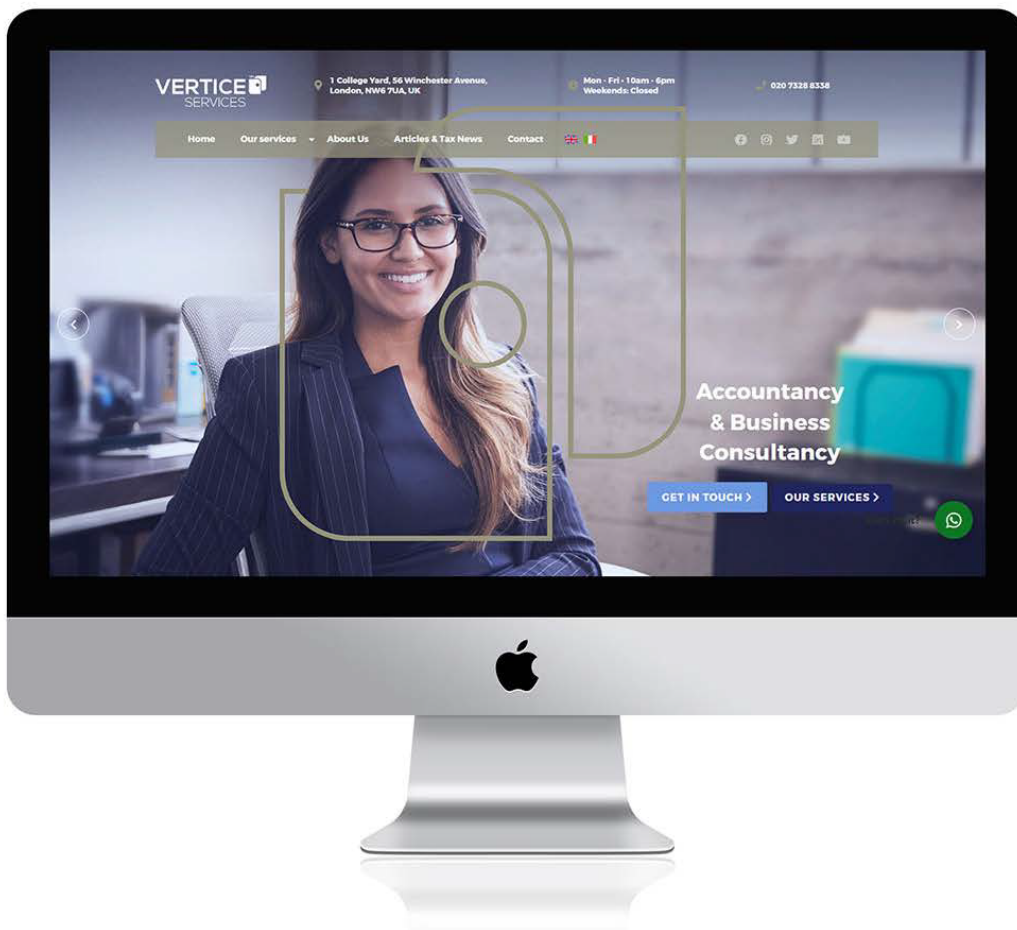 VERTICE
SERVICES
1 College Yard, 56 Winchester Avenue,
London, NW6 7UA, UK
Mon - Fri - 10am - 6pm
Weekends: Closed
020 7328 8338
Home
Our services
About Us
Articles & Tax News
Contact
Accountancy
& Business
Consultancy
GET IN TOUCH >
OUR SERVICES >